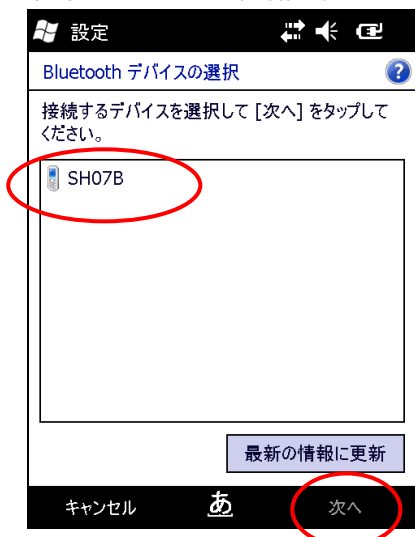 設定
Bluetooth デバイスの選択
?
接続するデバイスを選択して [次へ] をタップして
ください。
SH07B
最新の情報に更新
キャンセル
あ
次へ